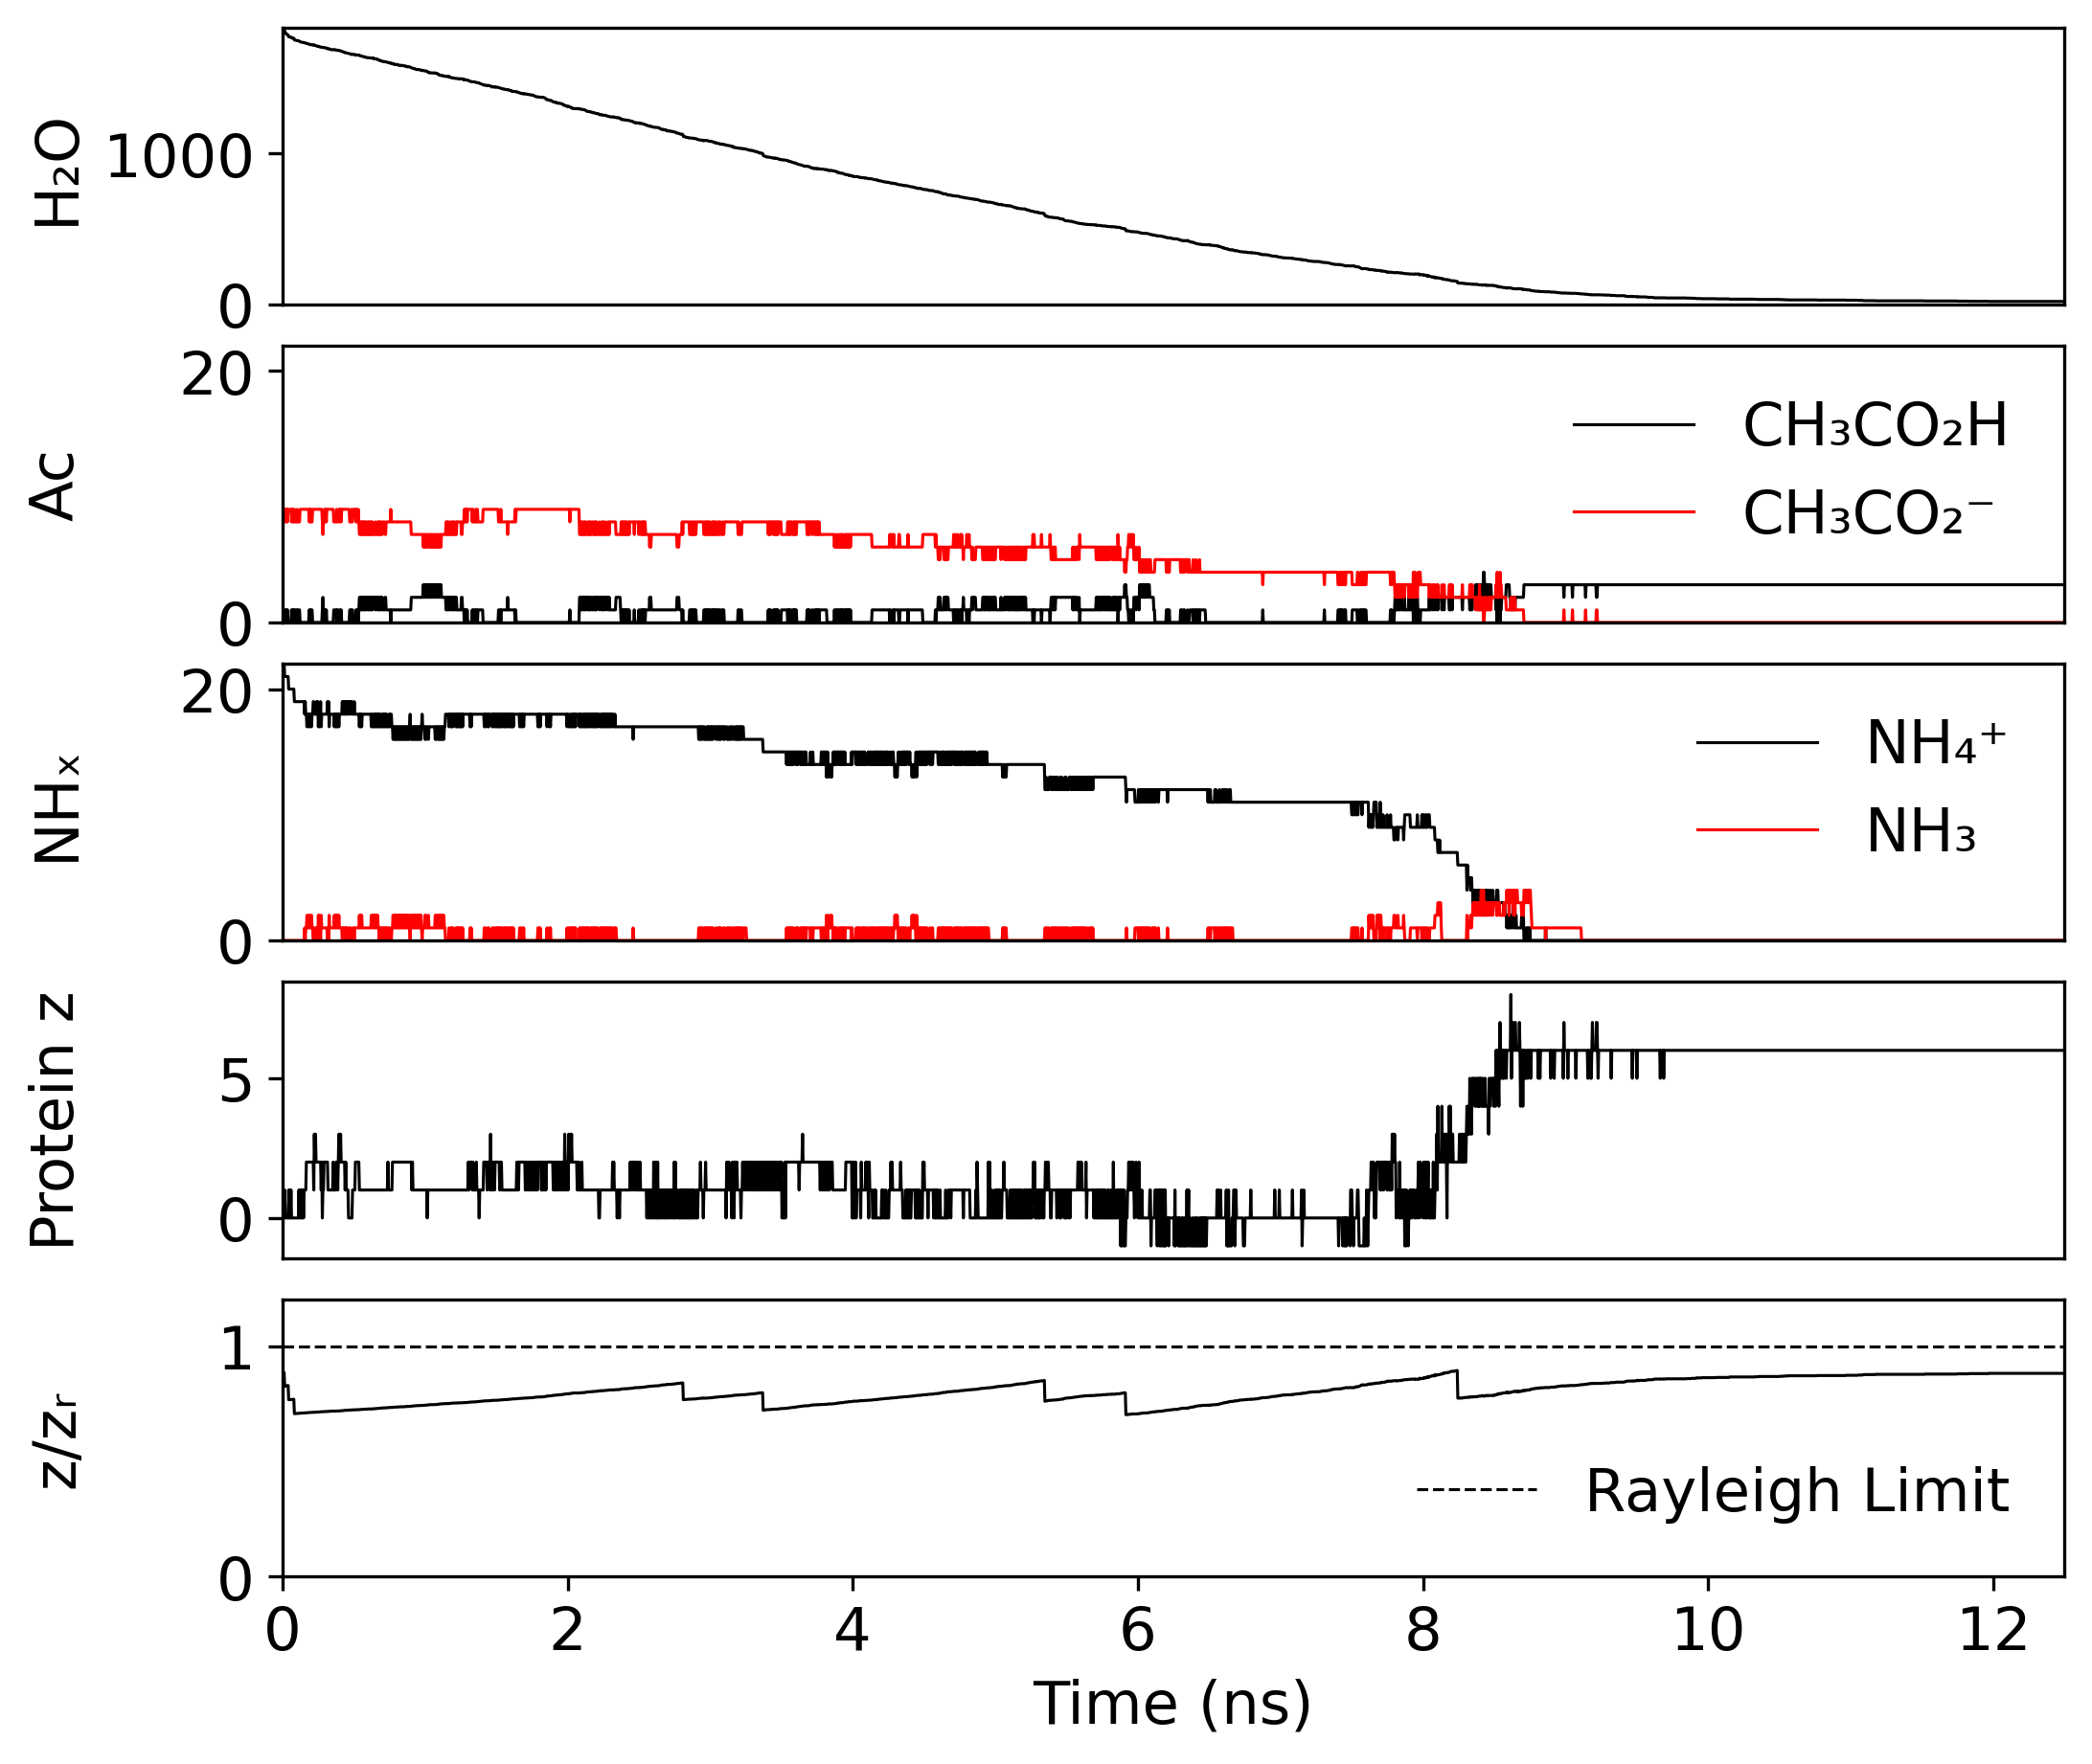 H₂O
1000
0
Ac
20
0
CH₃CO₂H
CH₃CO₂⁻
NHₓ
20
0
NH₄⁺
NH₃
Protein z
5
0
z/zᵣ
1
0
Rayleigh Limit
0 2 4 6 8 10 12
Time (ns)